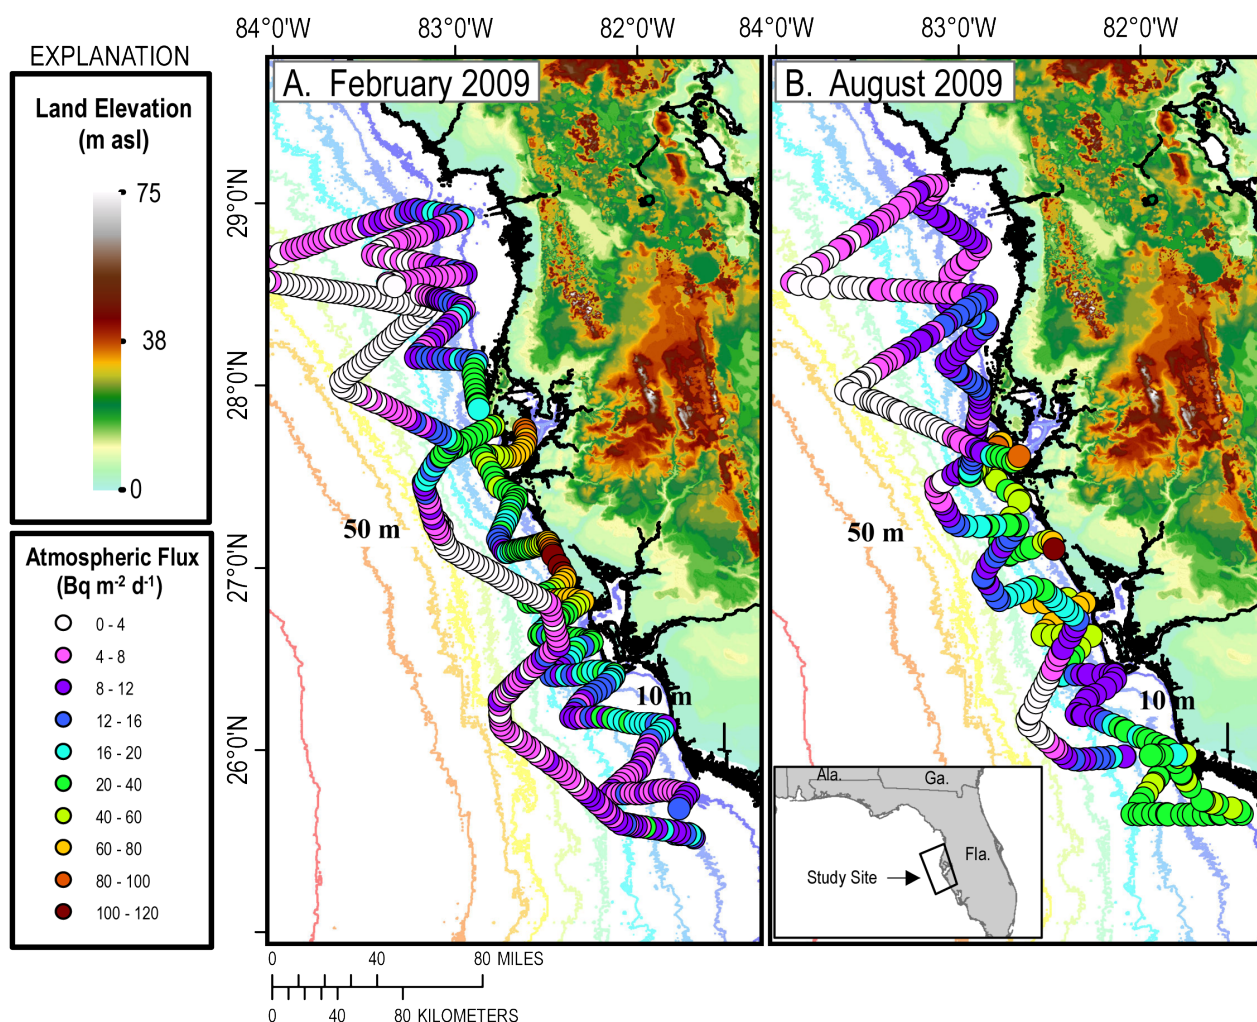 84°0'W 83°0'W 82°0'W 84°0'W 83°0'W 82°0'W
EXPLANATION
Land Elevation
(m asl)
75
38
0
Atmospheric Flux
(Bq m-2 d-1)
0 - 4
4 - 8
8 - 12
12 - 16
16 - 20
20 - 40
40 - 60
60 - 80
80 - 100
100 - 120
A. February 2009
B. August 2009
29°0'N
28°0'N
27°0'N
26°0'N
50 m
10 m
50 m
10 m
Ala.
Ga.
Fla.
Study Site
0 40 80 MILES
0 40 80 KILOMETERS